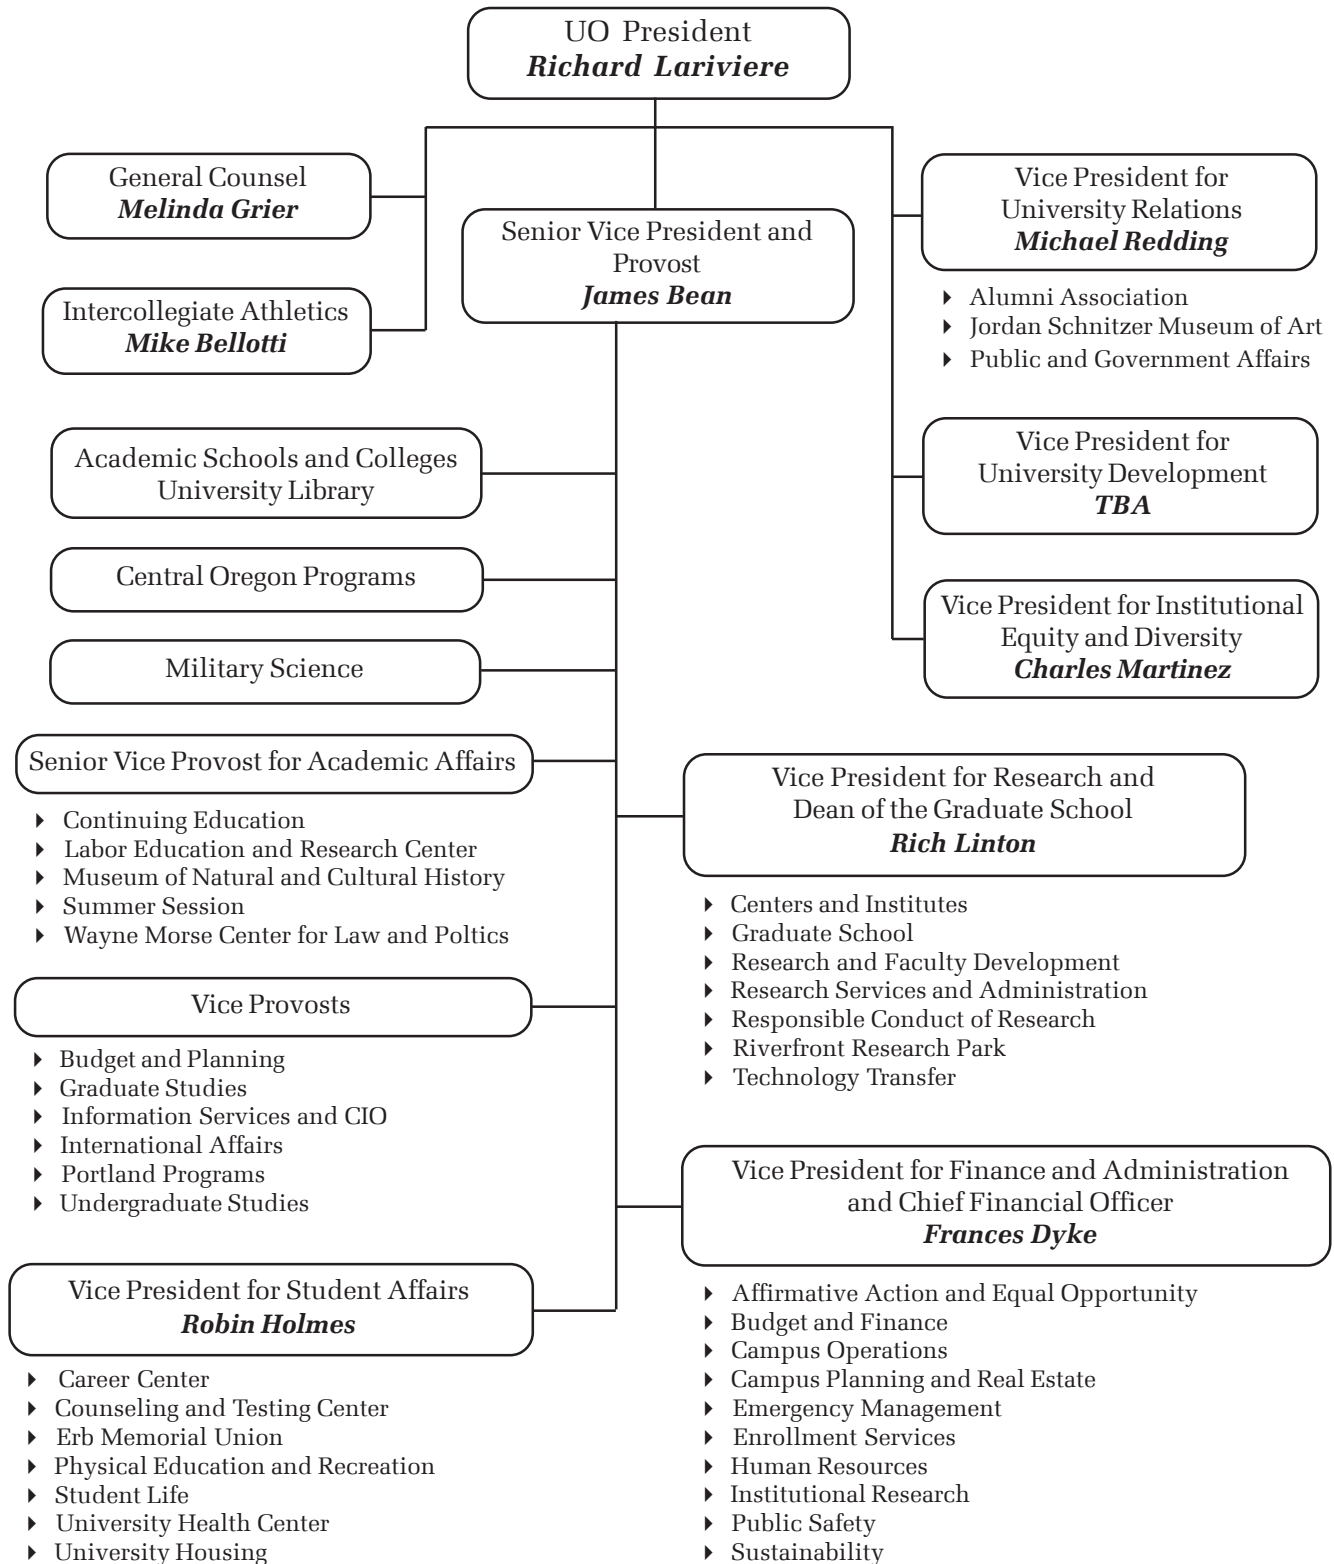 UO President
Richard Lariviere
General Counsel
Melinda Grier
Intercollegiate Athletics
Mike Bellotti
Senior Vice President and
Provost
James Bean
Vice President for
University Relations
Michael Redding
▸ Alumni Association
▸ Jordan Schnitzer Museum of Art
▸ Public and Government Affairs
Vice President for
University Development
TBA
Vice President for Institutional
Equity and Diversity
Charles Martinez
Academic Schools and Colleges
University Library
Central Oregon Programs
Military Science
Senior Vice Provost for Academic Affairs
▸ Continuing Education
▸ Labor Education and Research Center
▸ Museum of Natural and Cultural History
▸ Summer Session
▸ Wayne Morse Center for Law and Poltics
Vice Provosts
▸ Budget and Planning
▸ Graduate Studies
▸ Information Services and CIO
▸ International Affairs
▸ Portland Programs
▸ Undergraduate Studies
Vice President for Student Affairs
Robin Holmes
▸ Career Center
▸ Counseling and Testing Center
▸ Erb Memorial Union
▸ Physical Education and Recreation
▸ Student Life
▸ University Health Center
▸ University Housing
Vice President for Research and
Dean of the Graduate School
Rich Linton
▸ Centers and Institutes
▸ Graduate School
▸ Research and Faculty Development
▸ Research Services and Administration
▸ Responsible Conduct of Research
▸ Riverfront Research Park
▸ Technology Transfer
Vice President for Finance and Administration
and Chief Financial Officer
Frances Dyke
▸ Affirmative Action and Equal Opportunity
▸ Budget and Finance
▸ Campus Operations
▸ Campus Planning and Real Estate
▸ Emergency Management
▸ Enrollment Services
▸ Human Resources
▸ Institutional Research
▸ Public Safety
▸ Sustainability